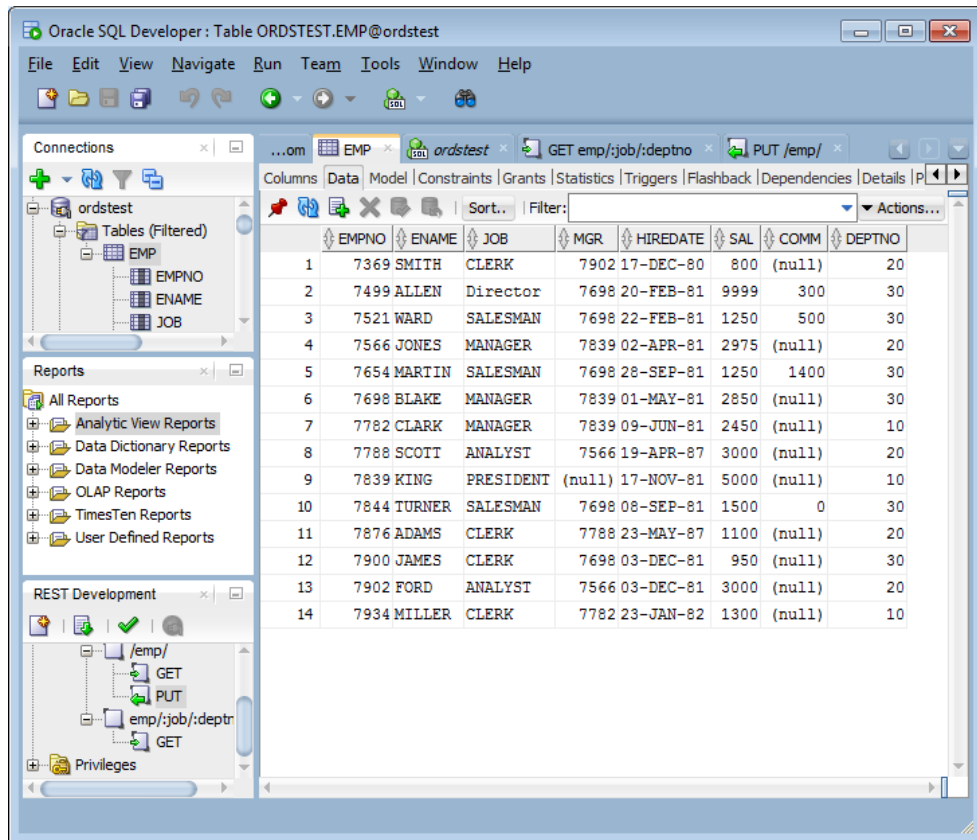 Oracle SQL Developer : Table ORDSTEST.EMP@ordstest
File Edit View Navigate Run Team Tools Window Help
SQL
Connections
ordstest
Tables (Filtered)
EMP
EMPNO
ENAME
JOB
Reports
All Reports
Analytic View Reports
Data Dictionary Reports
Data Modeler Reports
OLAP Reports
TimesTen Reports
User Defined Reports
REST Development
/emp/
GET
PUT
emp/:job/:deptn
GET
Privileges
...om EMP ordstest GET emp/:job/:deptno PUT /emp/
Columns Data Model Constraints Grants Statistics Triggers Flashback Dependencies Details P
Sort.. Filter: Actions...
EMPNO ENAME JOB MGR HIREDATE SAL COMM DEPTNO
1 7369 SMITH CLERK 7902 17-DEC-80 800 (null) 20
2 7499 ALLEN Director 7698 20-FEB-81 9999 300 30
3 7521 WARD SALESMAN 7698 22-FEB-81 1250 500 30
4 7566 JONES MANAGER 7839 02-APR-81 2975 (null) 20
5 7654 MARTIN SALESMAN 7698 28-SEP-81 1250 1400 30
6 7698 BLAKE MANAGER 7839 01-MAY-81 2850 (null) 30
7 7782 CLARK MANAGER 7839 09-JUN-81 2450 (null) 10
8 7788 SCOTT ANALYST 7566 19-APR-87 3000 (null) 20
9 7839 KING PRESIDENT (null) 17-NOV-81 5000 (null) 10
10 7844 TURNER SALESMAN 7698 08-SEP-81 1500 0 30
11 7876 ADAMS CLERK 7788 23-MAY-87 1100 (null) 20
12 7900 JAMES CLERK 7698 03-DEC-81 950 (null) 30
13 7902 FORD ANALYST 7566 03-DEC-81 3000 (null) 20
14 7934 MILLER CLERK 7782 23-JAN-82 1300 (null) 10